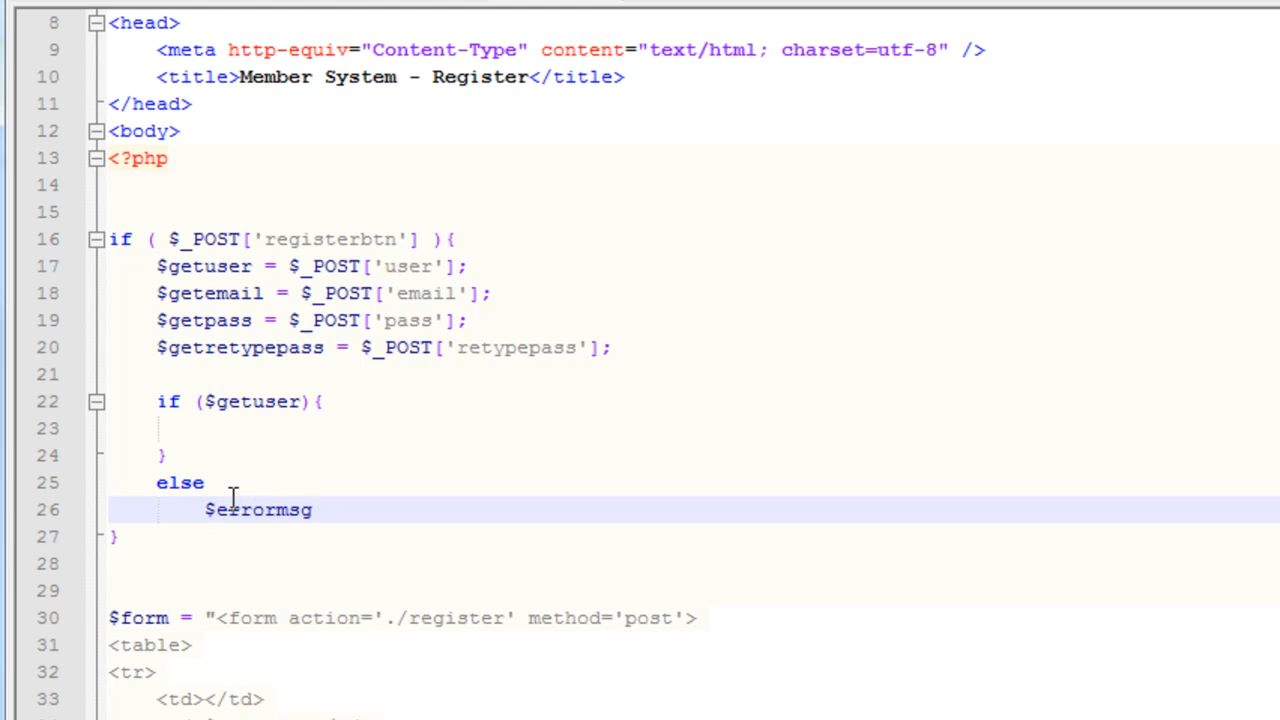 8 <head>
9 <meta http-equiv="Content-Type" content="text/html; charset=utf-8" />
10 <title>Member System - Register</title>
11 </head>
12 <body>
13 <?php
14
15
16 if ( $_POST['registerbtn'] ){
17 $getuser = $_POST['user'];
18 $getemail = $_POST['email'];
19 $getpass = $_POST['pass'];
20 $getretypepass = $_POST['retypepass'];
21
22 if ($getuser){
23
24 }
25 else
26 $errormsg
27 }
28
29
30 $form = "<form action='./register' method='post'>
31 <table>
32 <tr>
33 <td></td>